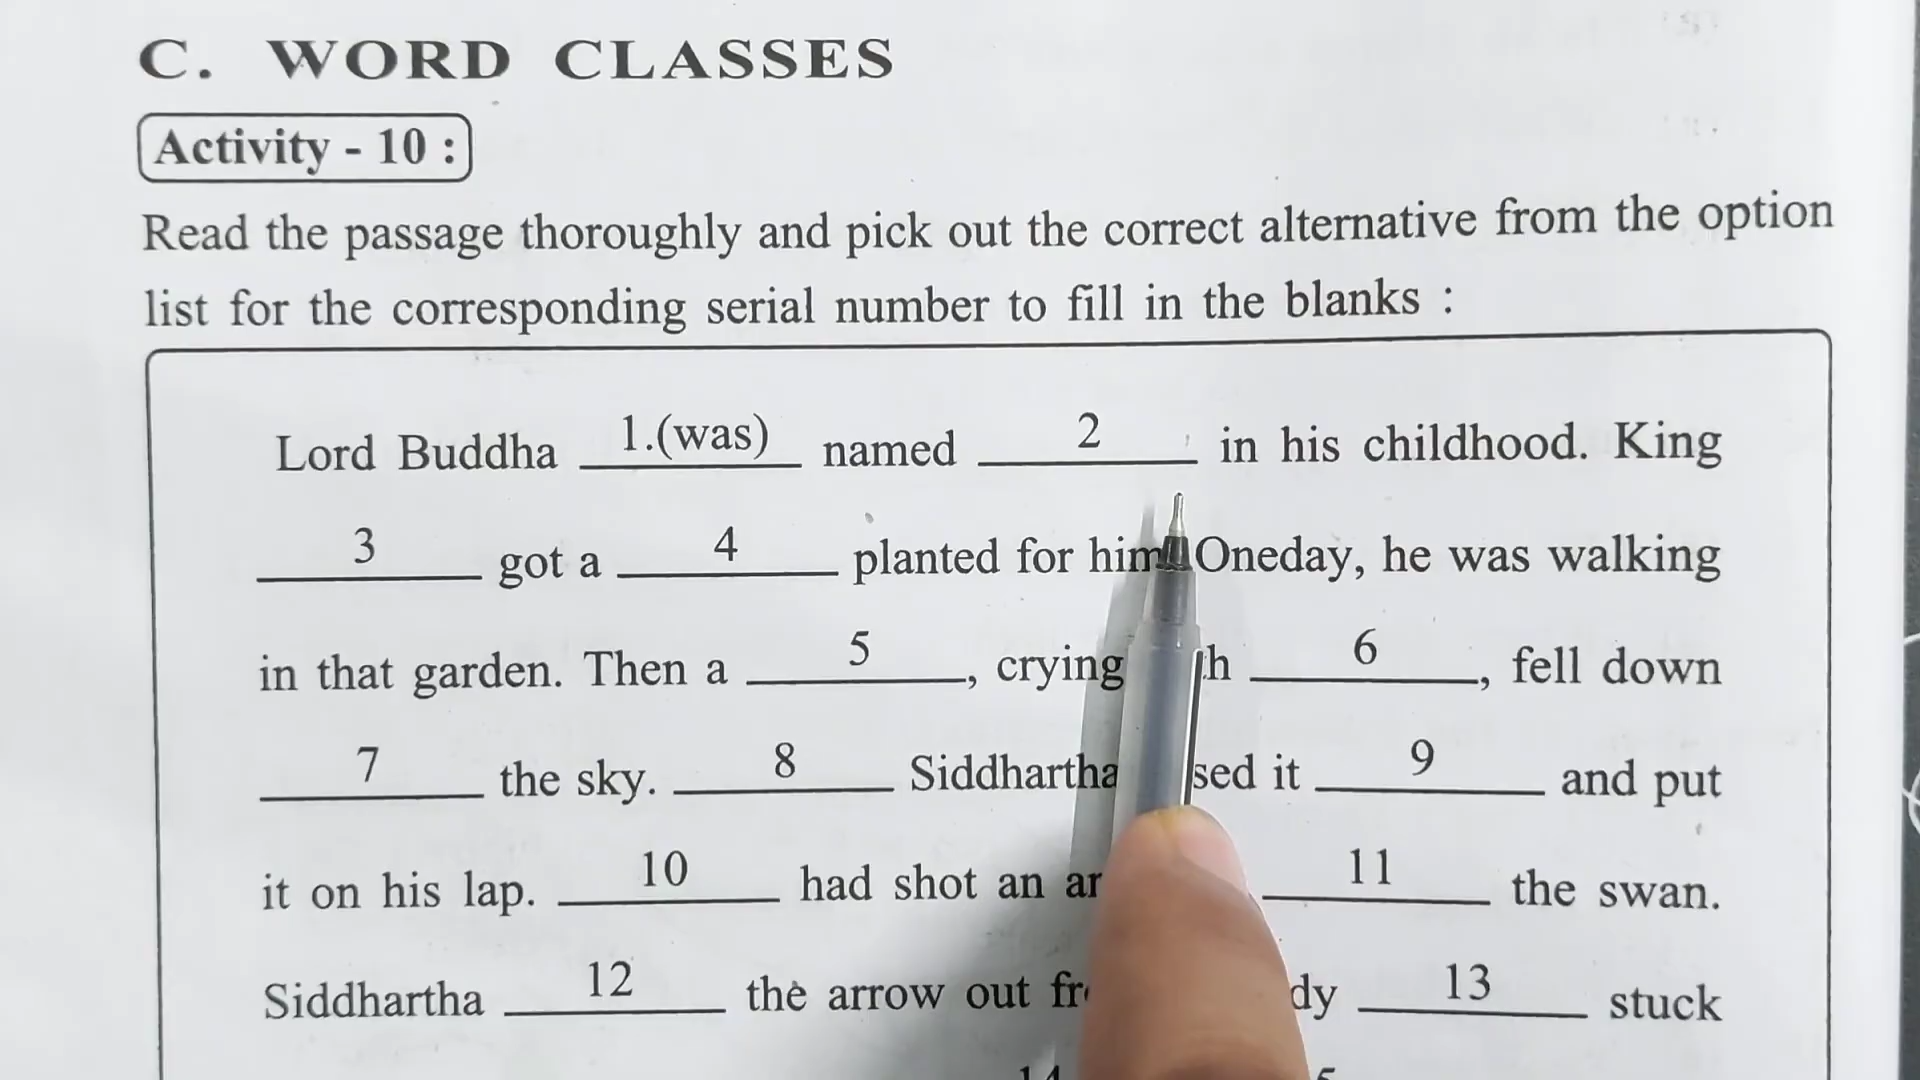 C. WORD CLASSES
Activity - 10 :
Read the passage thoroughly and pick out the correct alternative from the option
list for the corresponding serial number to fill in the blanks :
Lord Buddha 1.(was) named 2 in his childhood. King
3 got a 4 planted for him. Oneday, he was walking
in that garden. Then a 5, crying 6, fell down
7 the sky. 8 Siddhartha it 9 and put
it on his lap. 10 had shot an 11 the swan.
Siddhartha 12 the arrow out 13 stuck